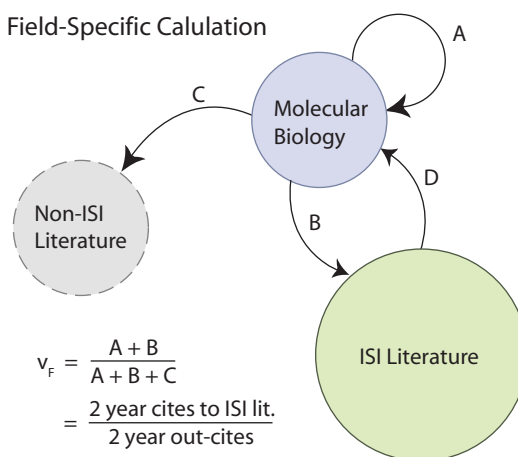 Field-Specific Calulation
A
C
Molecular
Biology
D
Non-ISI
Literature
B
ISI Literature
v_F = A + B / A + B + C
= 2 year cites to ISI lit. / 2 year out-cites